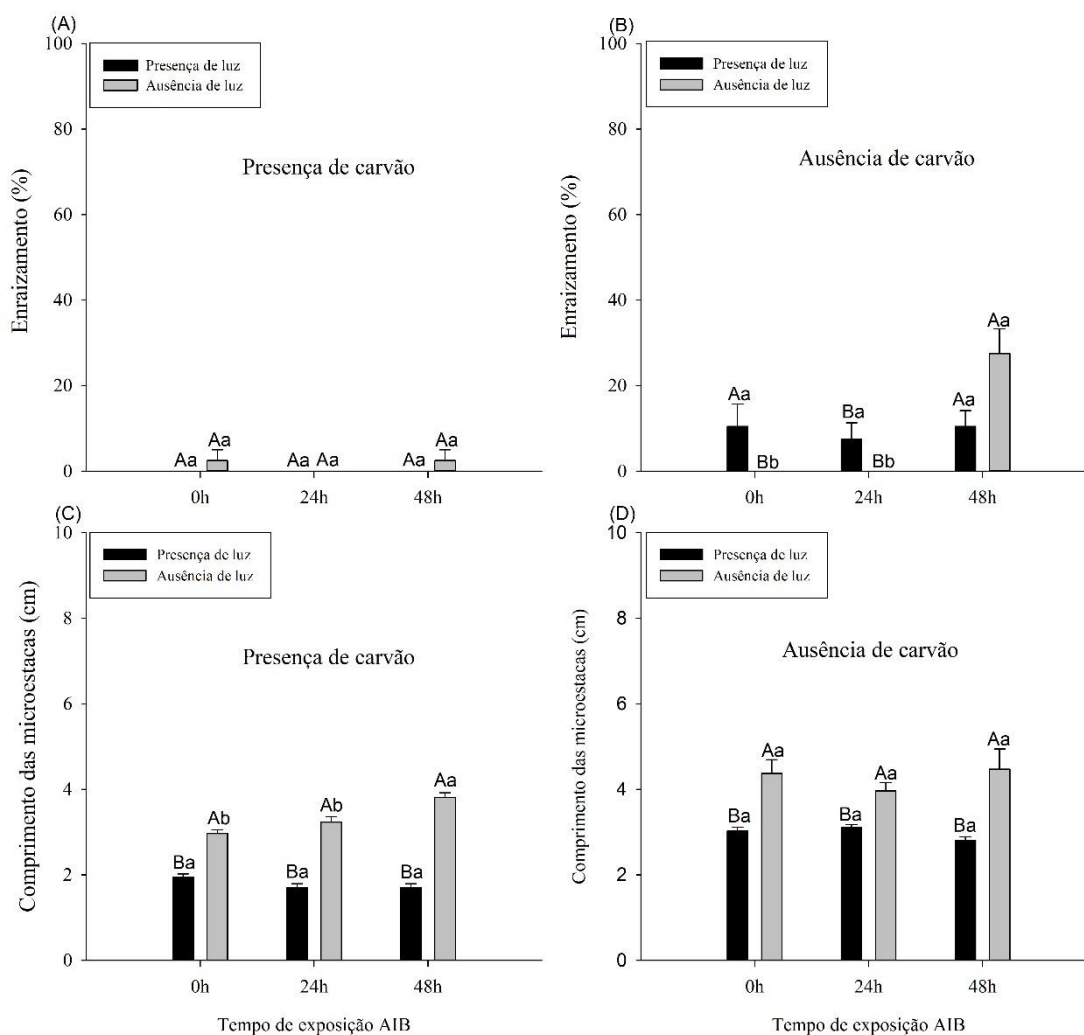 (A)
100
80
60
40
20
0
Enraizamento (%)
Presença de luz
Ausência de luz
Presença de carvão
Aa Aa
Aa Aa
Aa Aa
0h 24h 48h
(B)
100
80
60
40
20
0
Enraizamento (%)
Presença de luz
Ausência de luz
Ausência de carvão
Aa Bb
Ba Bb
Aa Aa
0h 24h 48h
(C)
10
8
6
4
2
0
Comprimento das microestacas (cm)
Presença de luz
Ausência de luz
Presença de carvão
Ba Ab
Ba Ab
Ba Aa
0h 24h 48h
Tempo de exposição AIB
(D)
10
8
6
4
2
0
Comprimento das microestacas (cm)
Presença de luz
Ausência de luz
Ausência de carvão
Ba Aa
Ba Aa
Ba Aa
0h 24h 48h
Tempo de exposição AIB